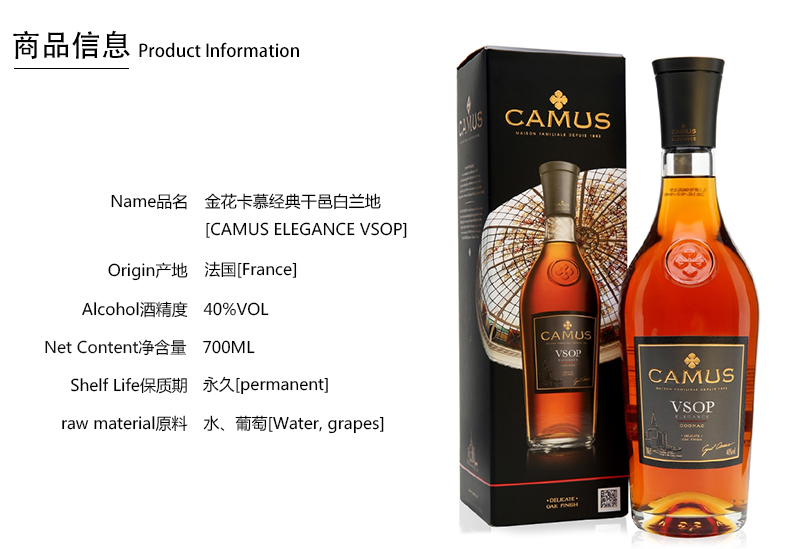 商品信息 Product Information
Name品名 金花卡慕经典干邑白兰地
[CAMUS ELEGANCE VSOP]
Origin产地 法国[France]
Alcohol酒精度 40%VOL
Net Content净含量 700ML
Shelf Life保质期 永久[permanent]
raw material原料 水、葡萄[Water, grapes]
CAMUS
CAMUS
MAISON FAMILIALE DEPUIS 1863
CAMUS
VSOP
•DELICATE•
OAK FINISH
CAMUS
CAMUS
MAISON FAMILIALE DEPUIS 1863
VSOP
ELEGANCE
COGNAC
•DELICATE•
OAK FINISH